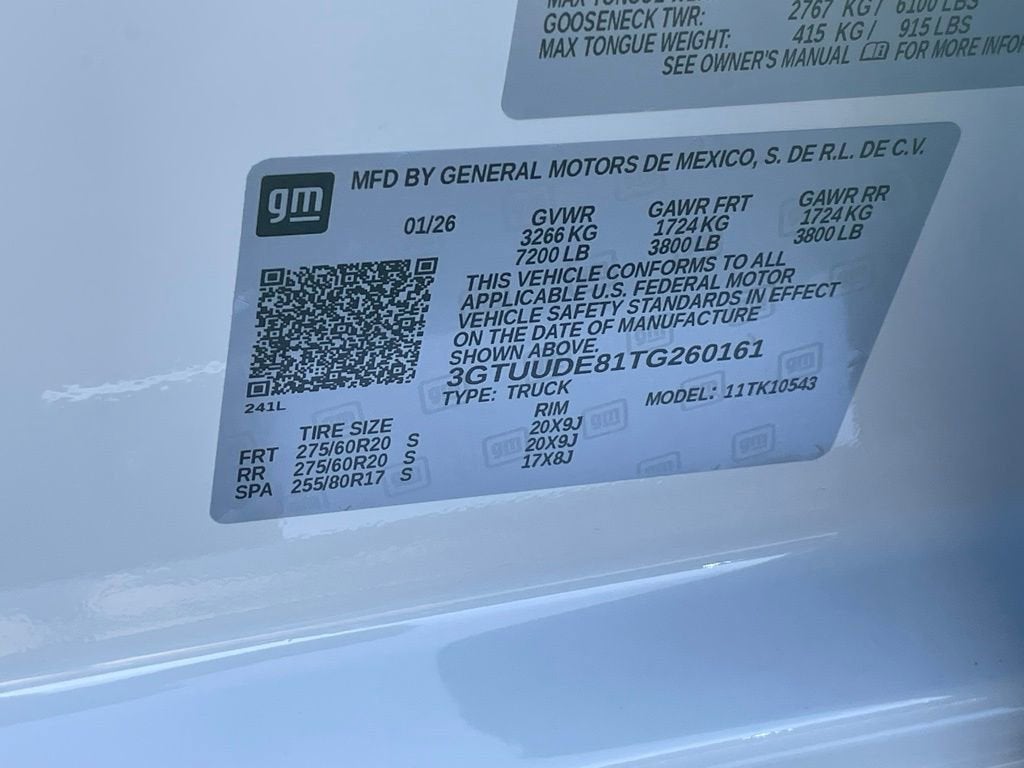 2767 KG/ 6100 LBS
GOOSENECK TWR: 415 KG/ 915 LBS
MAX TONGUE WEIGHT:
SEE OWNER'S MANUAL FOR MORE
gm
MFD BY GENERAL MOTORS DE MEXICO, S. DE R.L. DE C.V.
01/26
GVWR GAWR FRT GAWR RR
3266 KG 1724 KG 1724 KG
7200 LB 3800 LB 3800 LB
THIS VEHICLE CONFORMS TO ALL
APPLICABLE U.S. FEDERAL MOTOR
VEHICLE SAFETY STANDARDS IN EFFECT
ON THE DATE OF MANUFACTURE
SHOWN ABOVE.
3GTUUDE81TG260161
TYPE: TRUCK MODEL: 11TK10543
241L
TIRE SIZE RIM
FRT 275/60R20 S 20X9J
RR 275/60R20 S 20X9J
SPA 255/80R17 S 17X8J